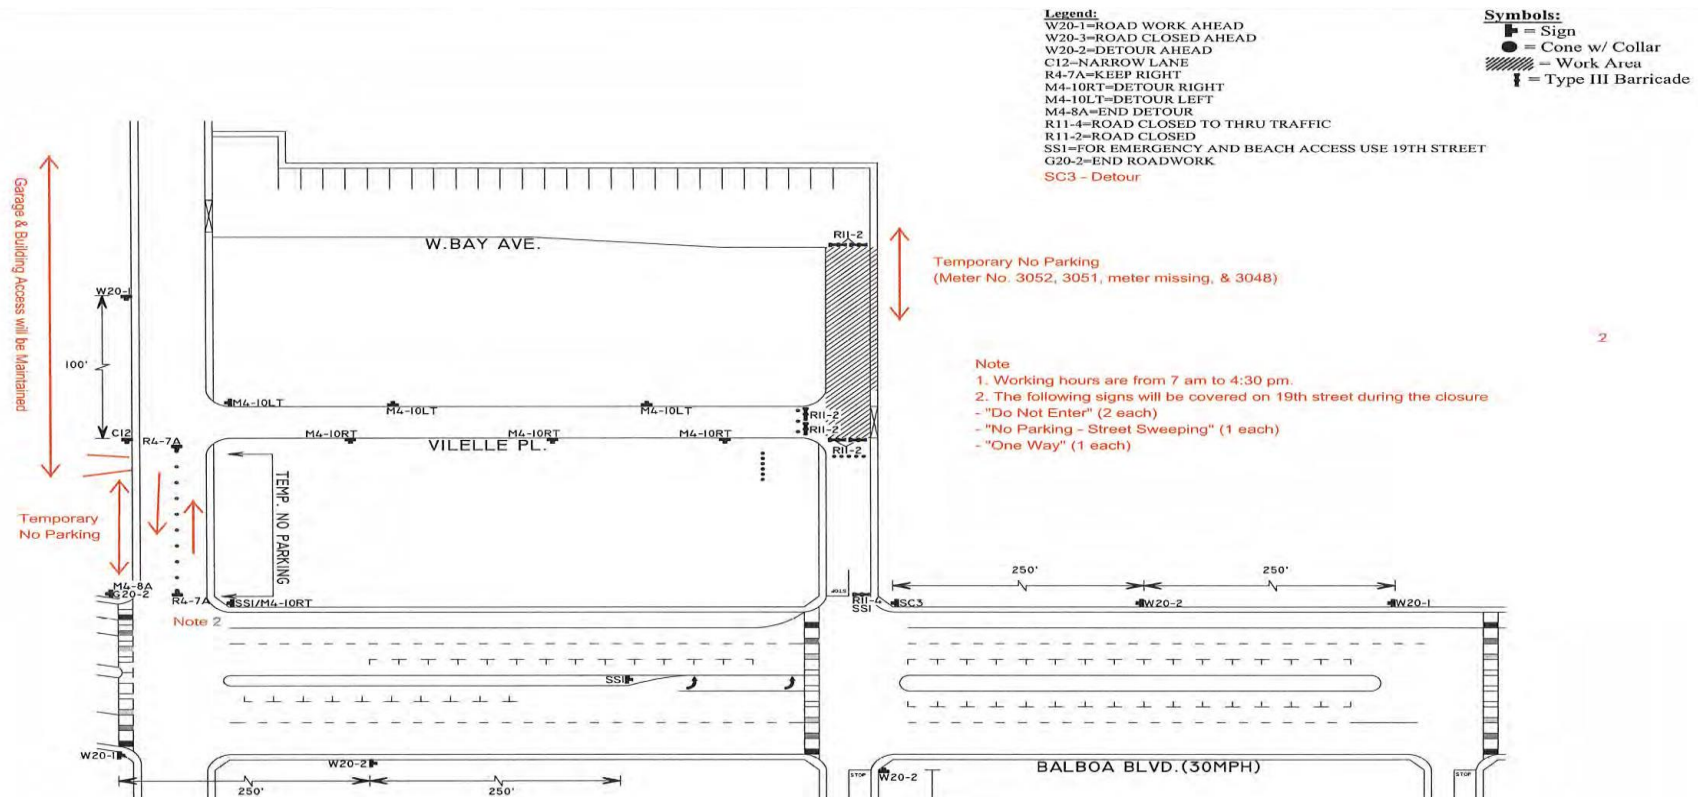 Legend:
W20-1=ROAD WORK AHEAD
W20-3=ROAD CLOSED AHEAD
W20-2=DETOUR AHEAD
C12=NARROW LANE
R4-7A=KEEP RIGHT
M4-10RT=DETOUR RIGHT
M4-10LT=DETOUR LEFT
M4-8A=END DETOUR
R11-4=ROAD CLOSED TO THRU TRAFFIC
R11-2=ROAD CLOSED
SS1=FOR EMERGENCY AND BEACH ACCESS USE 19TH STREET
G20-2=END ROADWORK
SC3 - Detour
Symbols:
= Sign
= Cone w/ Collar
= Work Area
= Type III Barricade
Garage & Building Access will be Maintained
W.BAY AVE.
R11-2
Temporary No Parking
(Meter No. 3052, 3051, meter missing, & 3048)
W20-1
100'
2
Note
1. Working hours are from 7 am to 4:30 pm.
2. The following signs will be covered on 19th street during the closure
- "Do Not Enter" (2 each)
- "No Parking - Street Sweeping" (1 each)
- "One Way" (1 each)
M4-10LT
M4-10LT
M4-10LT
R11-2
R11-2
C12
R4-7A
M4-10RT
M4-10RT
M4-10RT
VILELLE PL.
R11-2
TEMP. NO PARKING
Temporary
No Parking
250'
250'
M4-8A
G20-2
R4-7A
SS1/M4-10RT
STOP
R11-4
SS1
SC3
W20-2
W20-1
Note 2
SS1
W20-1
W20-2
250'
250'
STOP
W20-2
BALBOA BLVD.(30MPH)
STOP